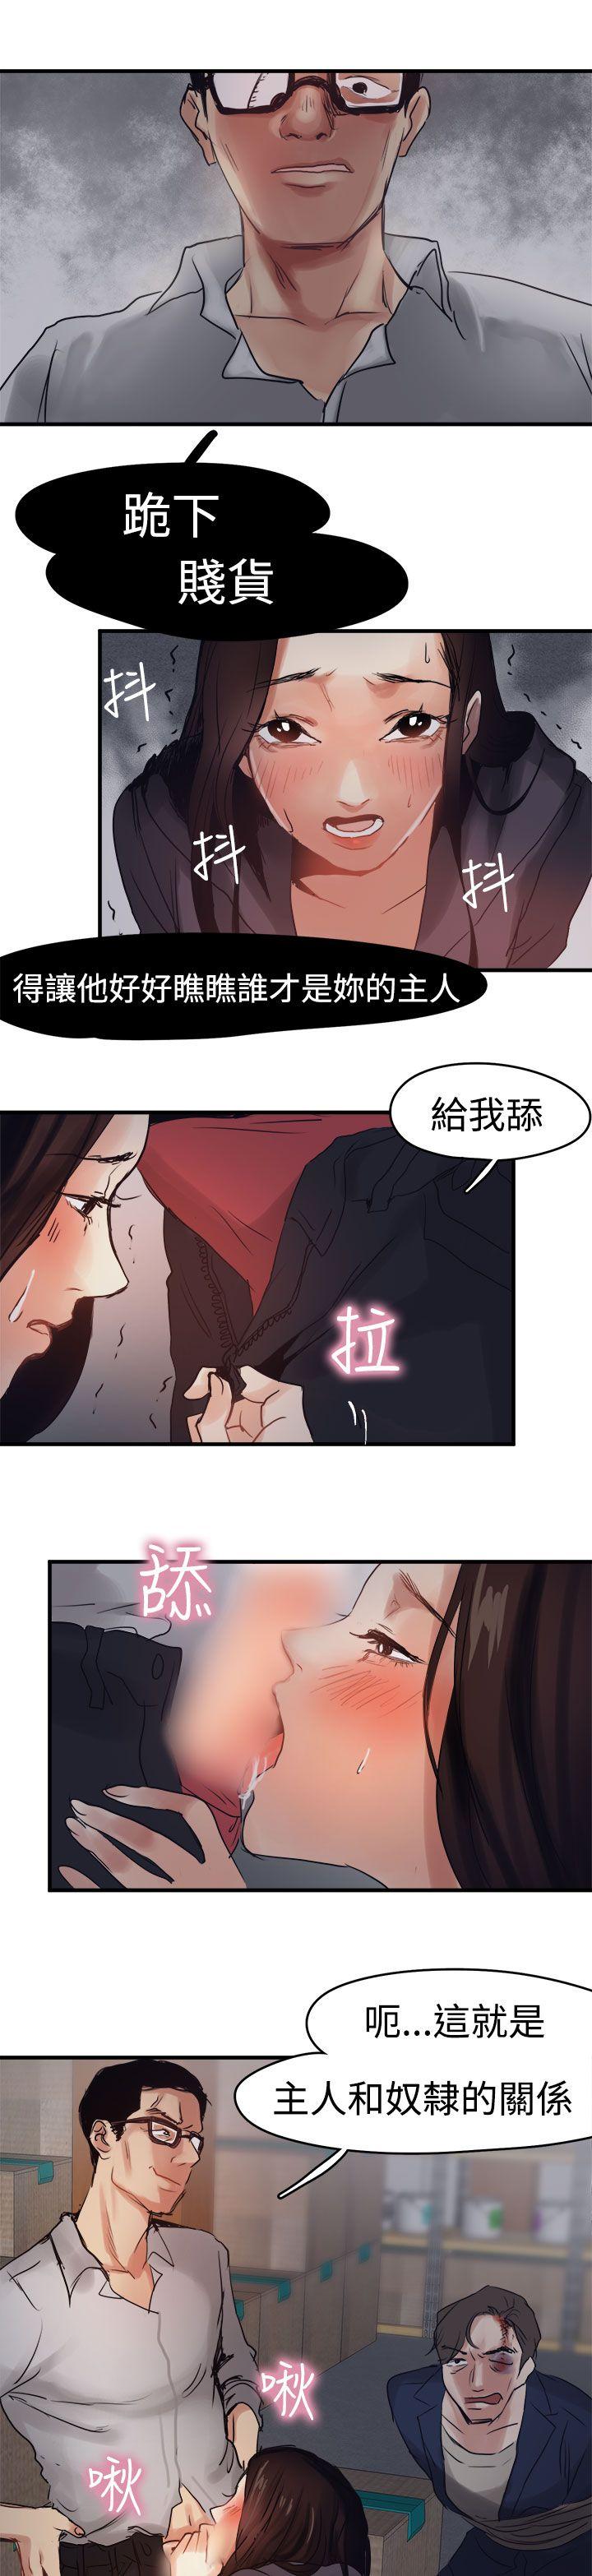 跪下
賤貨
抖
抖
抖
得讓他好好瞧瞧誰才是妳的主人
給我舔
拉
舔
呃...這就是
主人和奴隸的關係
啾
啾